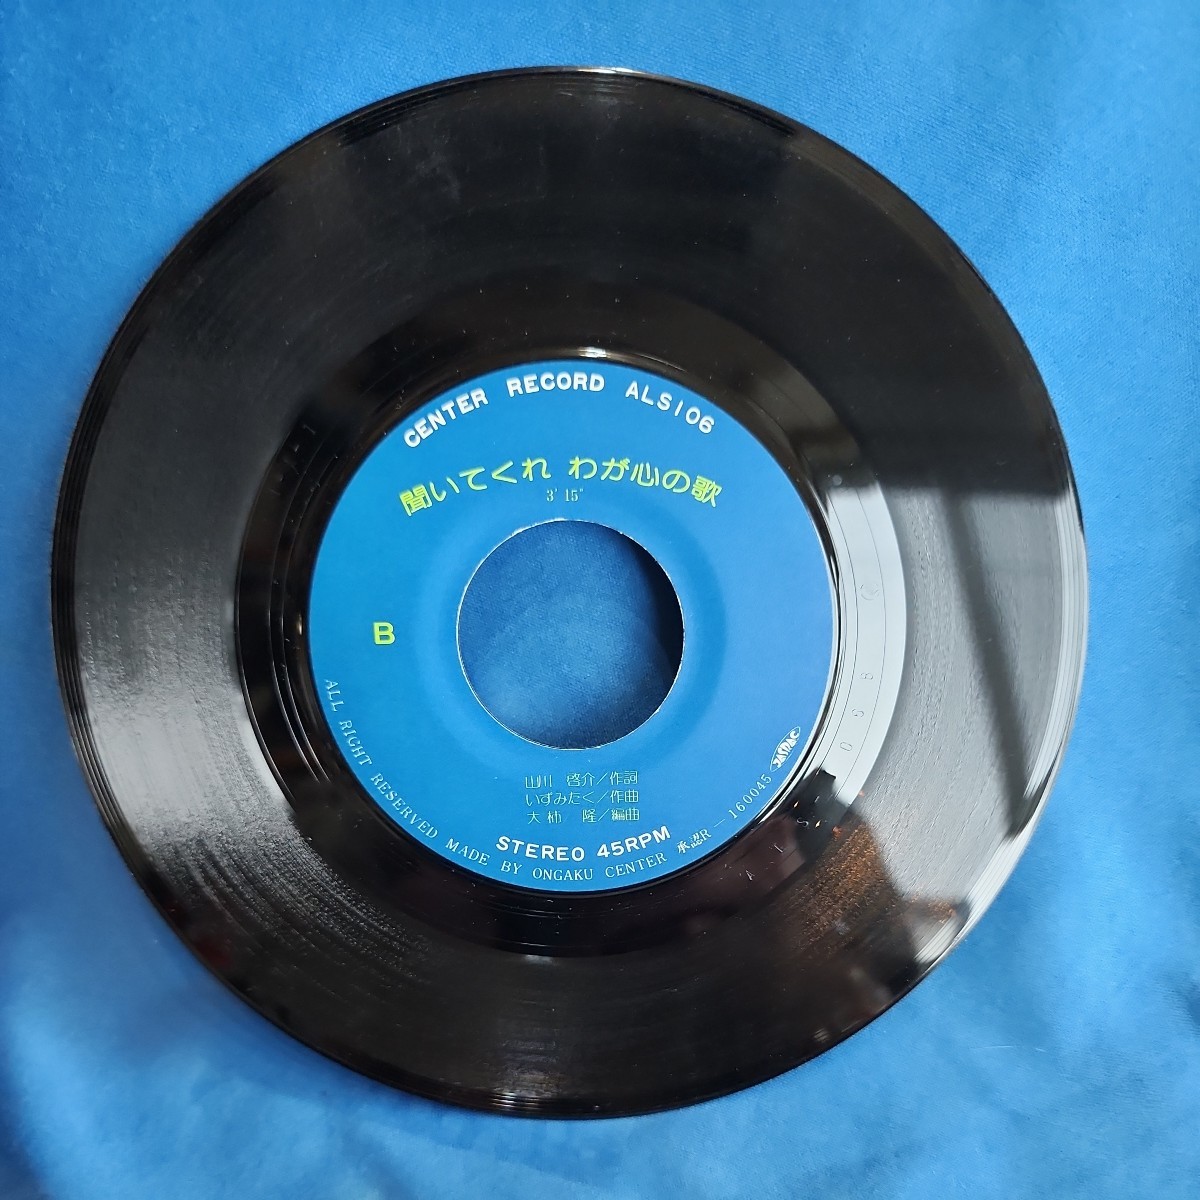 CENTER RECORD ALS106
聞いてくれ わが心の歌
3' 15"
B
山川 啓介／作詞
いずみたく／作曲
大柿 隆／編曲
STEREO 45RPM
ALL RIGHT RESERVED MADE BY ONGAKU CENTER 承認R－160045 JASRAC